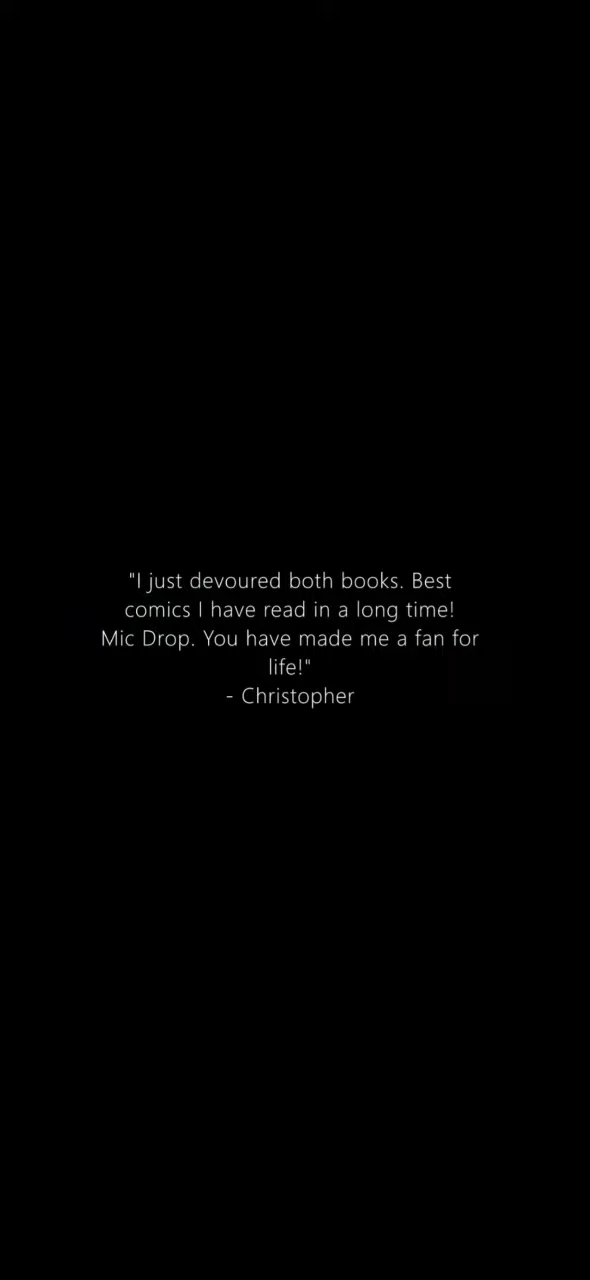 "I just devoured both books. Best
comics I have read in a long time!
Mic Drop. You have made me a fan for
life!"
- Christopher